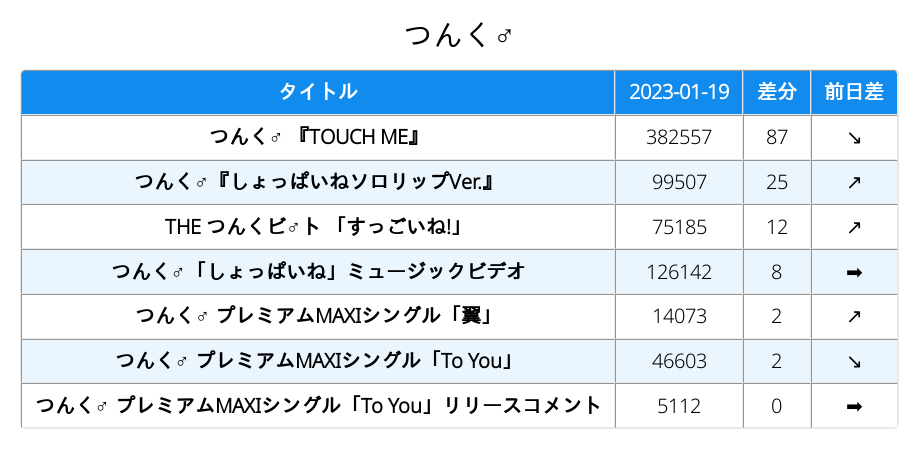 つんく♂
タイトル 2023-01-19 差分 前日差
つんく♂ 『TOUCH ME』 382557 87 ↘
つんく♂『しょっぱいねソロリップVer.』 99507 25 ↗
THE つんくビ♂ト 「すっごいね!」 75185 12 ↗
つんく♂「しょっぱいね」ミュージックビデオ 126142 8 ➡
つんく♂ プレミアムMAXIシングル「翼」 14073 2 ↗
つんく♂ プレミアムMAXIシングル「To You」 46603 2 ↘
つんく♂ プレミアムMAXIシングル「To You」リリースコメント 5112 0 ➡